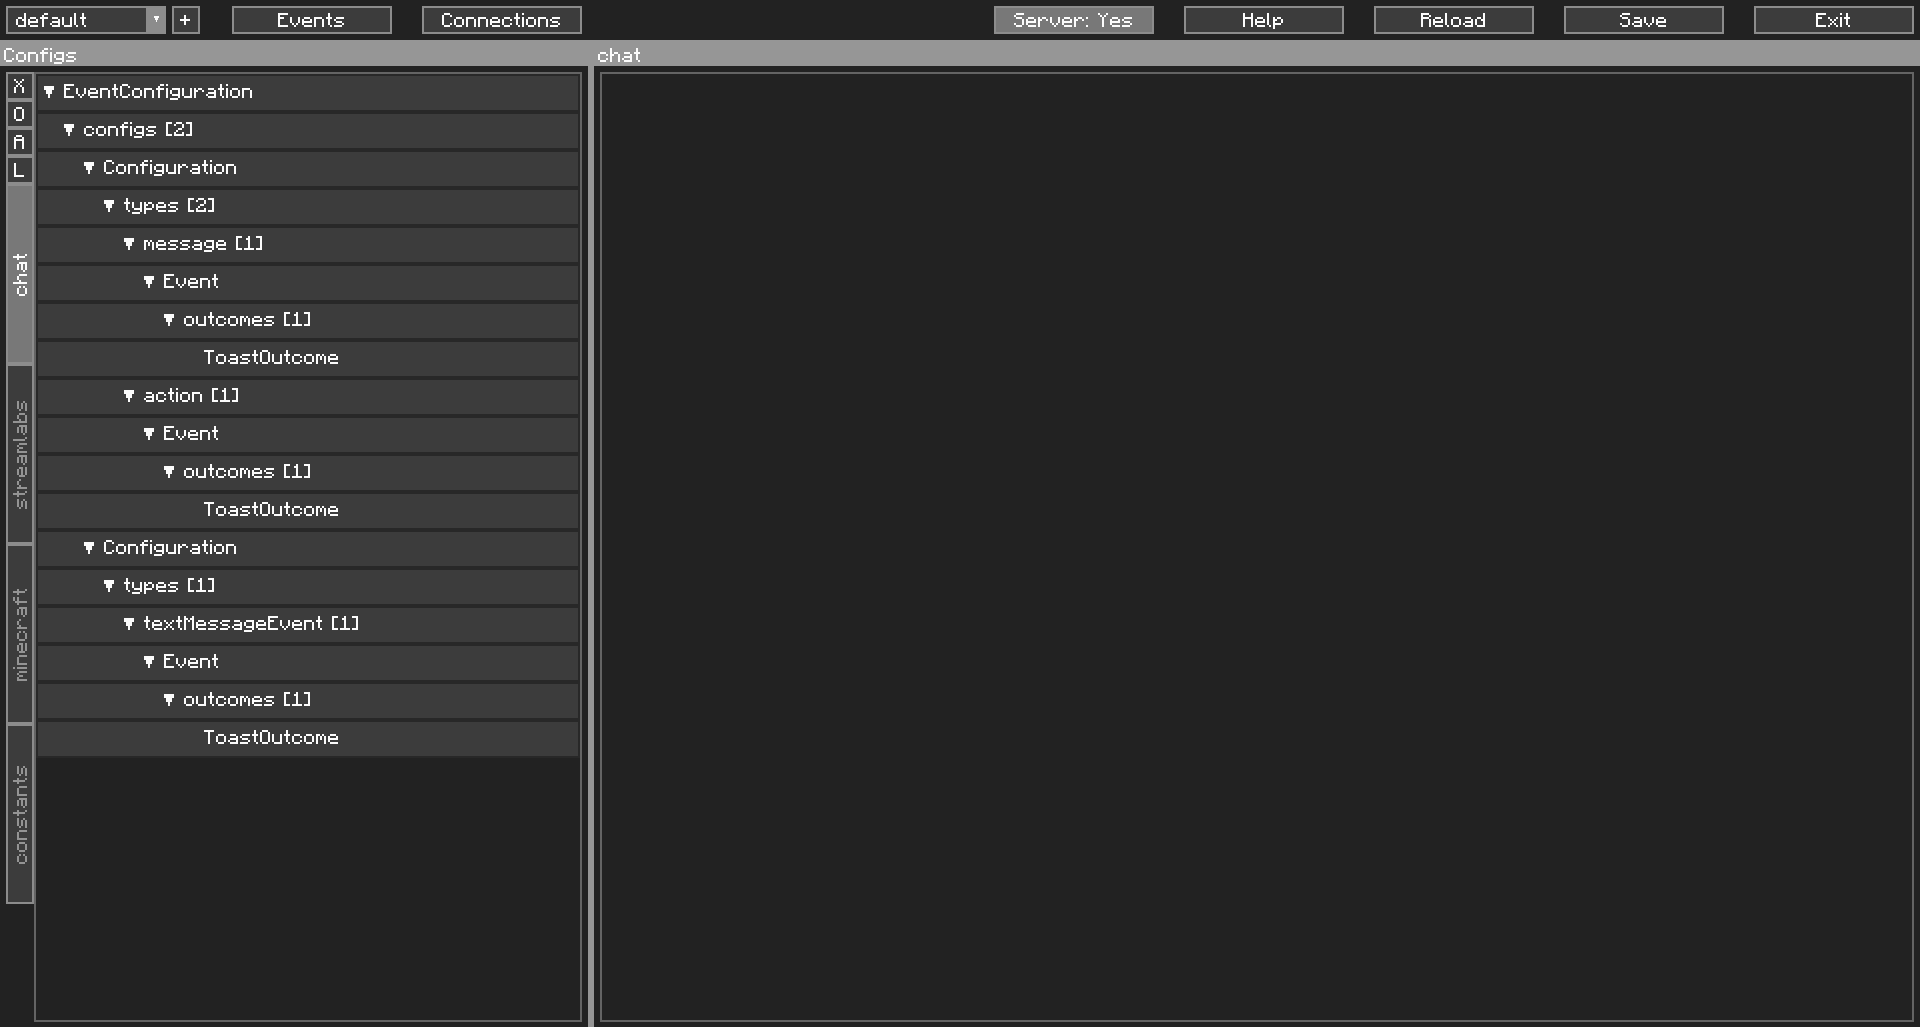 default ▼ + Events Connections Server: Yes Help Reload Save Exit
Configs
chat
X
O
A
L
chat
streamlabs
minecraft
constants
▼ EventConfiguration
▼ configs [2]
▼ Configuration
▼ types [2]
▼ message [1]
▼ Event
▼ outcomes [1]
ToastOutcome
▼ action [1]
▼ Event
▼ outcomes [1]
ToastOutcome
▼ Configuration
▼ types [1]
▼ textMessageEvent [1]
▼ Event
▼ outcomes [1]
ToastOutcome